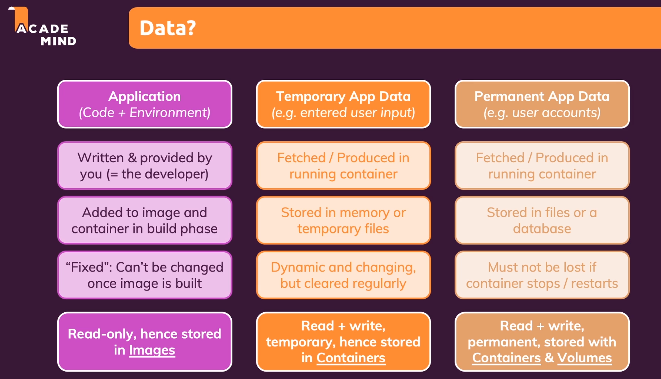 ACADE
MIND
Data?
Application
(Code + Environment)
Temporary App Data
(e.g. entered user input)
Permanent App Data
(e.g. user accounts)
Written & provided by
you (= the developer)
Fetched / Produced in
running container
Fetched / Produced in
running container
Added to image and
container in build phase
Stored in memory or
temporary files
Stored in files or a
database
“Fixed”: Can’t be changed
once image is built
Dynamic and changing,
but cleared regularly
Must not be lost if
container stops / restarts
Read-only, hence stored
in Images
Read + write,
temporary, hence stored
in Containers
Read + write,
permanent, stored with
Containers & Volumes